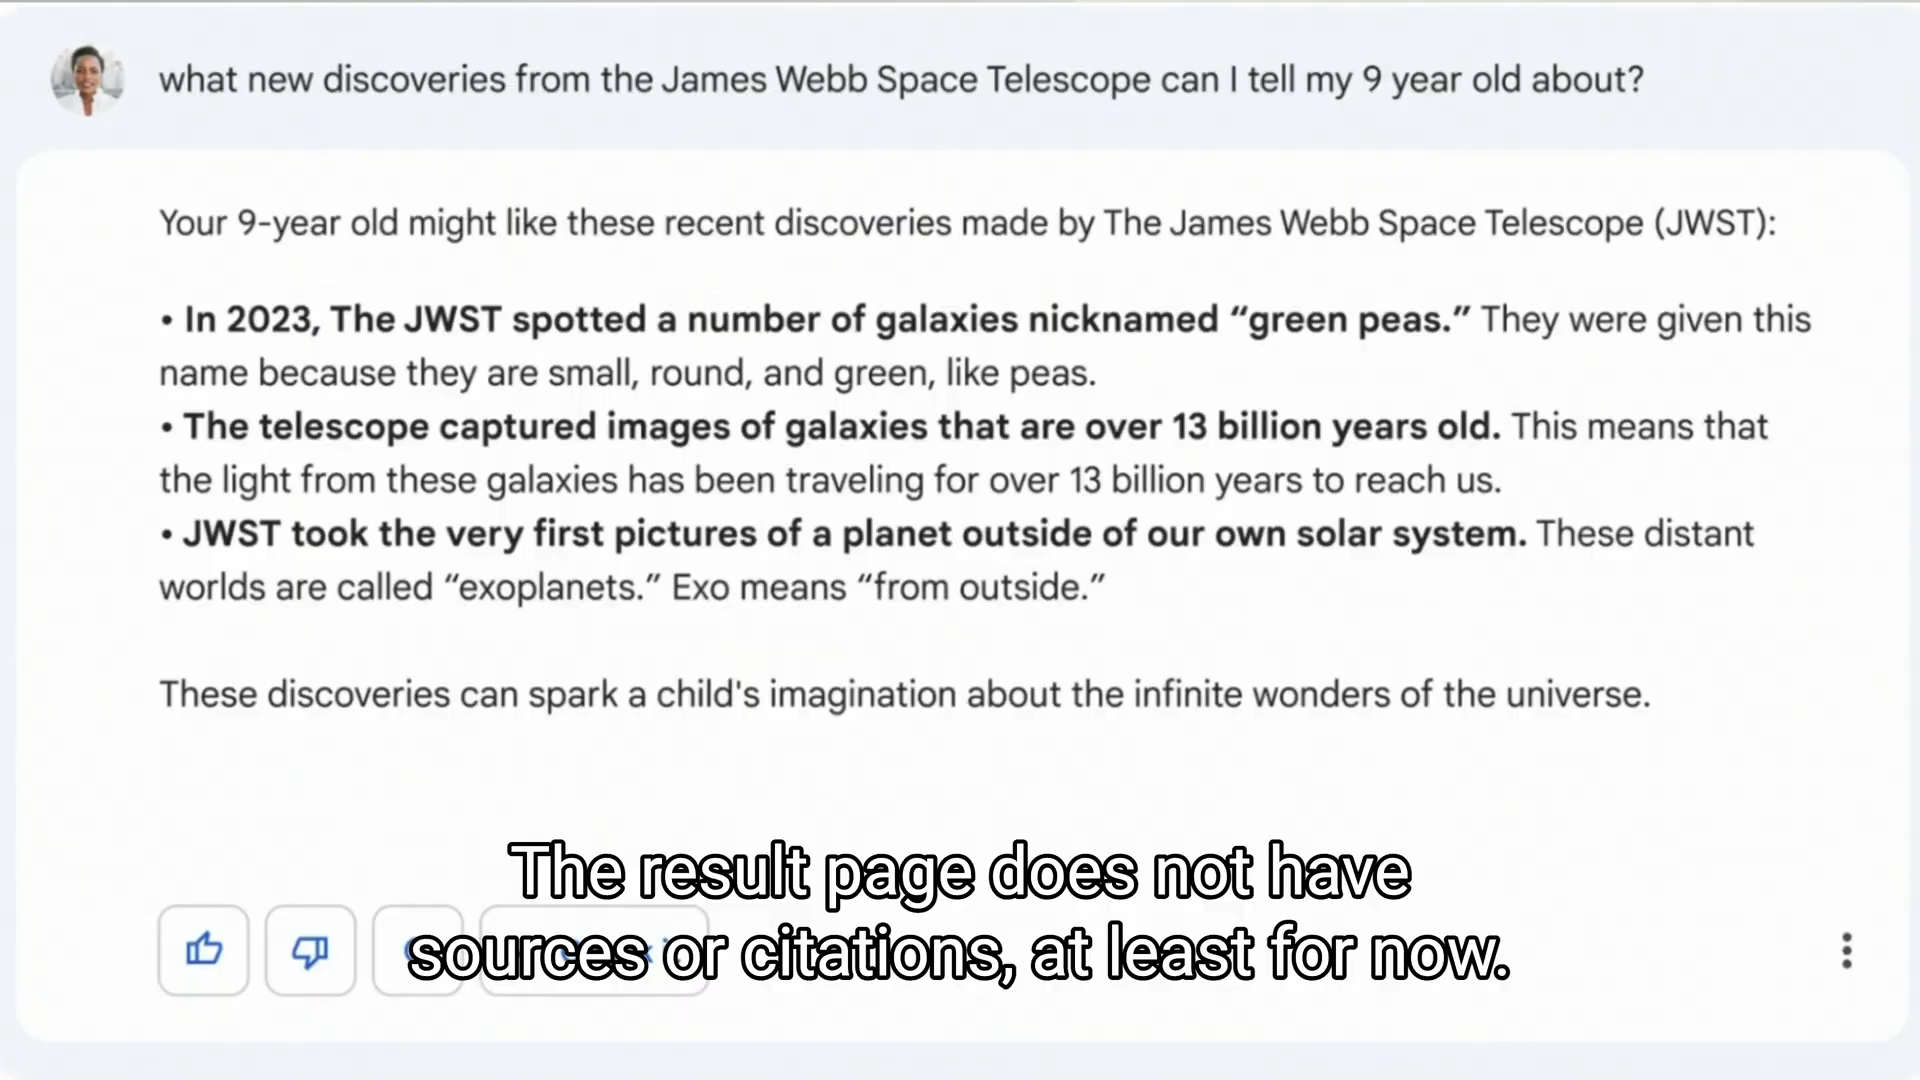 what new discoveries from the James Webb Space Telescope can I tell my 9 year old about?
Your 9-year old might like these recent discoveries made by The James Webb Space Telescope (JWST):
• In 2023, The JWST spotted a number of galaxies nicknamed “green peas.” They were given this
name because they are small, round, and green, like peas.
• The telescope captured images of galaxies that are over 13 billion years old. This means that
the light from these galaxies has been traveling for over 13 billion years to reach us.
• JWST took the very first pictures of a planet outside of our own solar system. These distant
worlds are called “exoplanets.” Exo means “from outside.”
These discoveries can spark a child's imagination about the infinite wonders of the universe.
The result page does not have
sources or citations, at least for now.